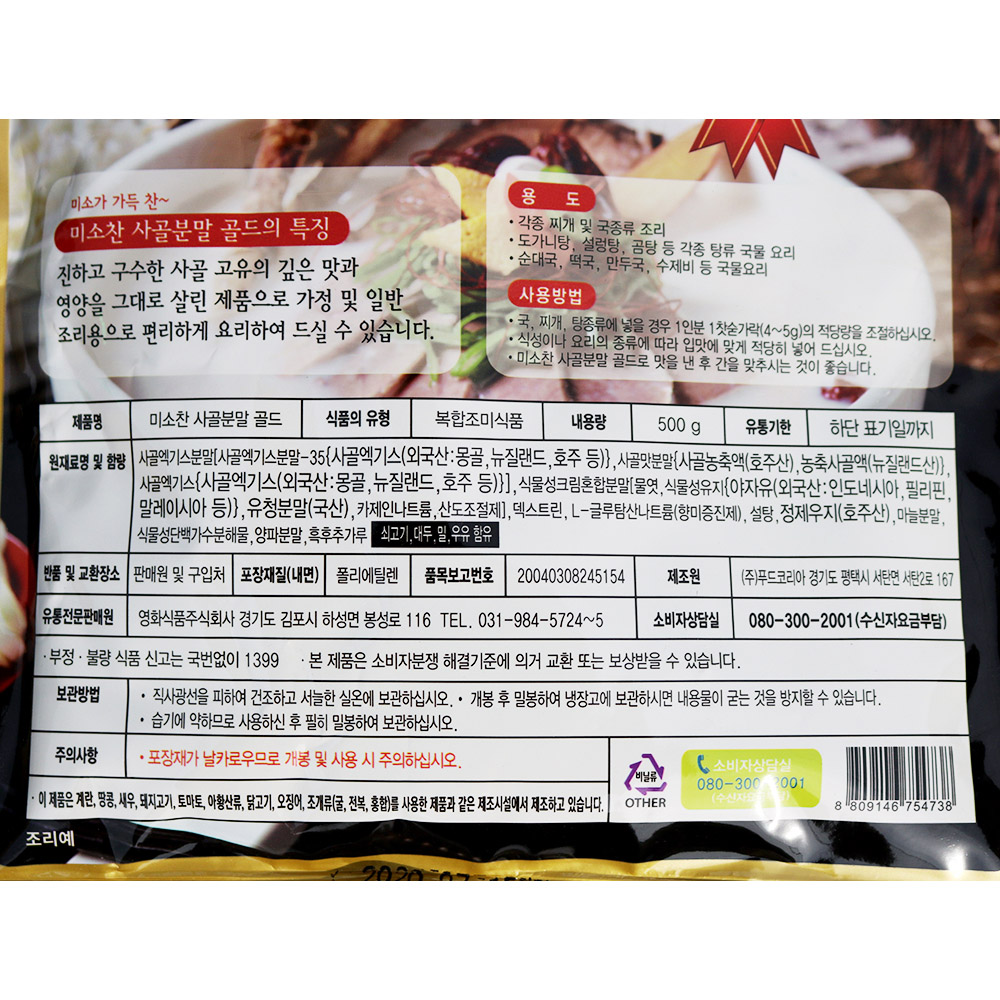 미소가 가득 찬~
미소찬 사골분말 골드의 특징
진하고 구수한 사골 고유의 깊은 맛과
영양을 그대로 살린 제품으로 가정 및 일반
조리용으로 편리하게 요리하여 드실 수 있습니다.
용 도
• 각종 찌개 및 국종류 조리
• 도가니탕, 설렁탕, 곰탕 등 각종 탕류 국물 요리
• 순대국, 떡국, 만두국, 수제비 등 국물요리
사용방법
• 국, 찌개, 탕종류에 넣을 경우 1인분 1찻숟가락(4~5g)의 적당량을 조절하십시오.
• 식성이나 요리의 종류에 따라 입맛에 맞게 적당히 넣어 드십시오.
• 미소찬 사골분말 골드로 맛을 낸 후 간을 맞추시는 것이 좋습니다.
제품명 미소찬 사골분말 골드 식품의 유형 복합조미식품 내용량 500 g 유통기한 하단 표기일까지
원재료명 및 함량 사골엑기스분말[사골엑기스분말-35{사골엑기스(외국산:몽골,뉴질랜드,호주 등)},사골맛분말{사골농축액(호주산),농축사골액(뉴질랜드산)},
사골엑기스{사골엑기스(외국산:몽골,뉴질랜드,호주 등)}],식물성크림혼합분말[물엿,식물성유지{야자유(외국산:인도네시아,필리핀,
말레이시아 등)},유청분말(국산),카제인나트륨,산도조절제],덱스트린, L-글루탐산나트륨(향미증진제),설탕,정제우지(호주산),마늘분말,
식물성단백가수분해물,양파분말,흑후추가루 쇠고기,대두,밀,우유 함유
반품 및 교환장소 판매원 및 구입처 포장재질(내면) 폴리에틸렌 품목보고번호 20040308245154 제조원 (주)푸드코리아 경기도 평택시 서탄면 서탄2로 167
유통전문판매원 영화식품주식회사 경기도 김포시 하성면 봉성로 116 TEL. 031-984-5724~5 소비자상담실 080-300-2001(수신자요금부담)
· 부정 · 불량 식품 신고는 국번없이 1399 · 본 제품은 소비자분쟁 해결기준에 의거 교환 또는 보상받을 수 있습니다.
보관방법 • 직사광선을 피하여 건조하고 서늘한 실온에 보관하십시오. • 개봉 후 밀봉하여 냉장고에 보관하시면 내용물이 굳는 것을 방지할 수 있습니다.
• 습기에 약하므로 사용하신 후 필히 밀봉하여 보관하십시오.
주의사항 • 포장재가 날카로우므로 개봉 및 사용 시 주의하십시오.
• 이 제품은 계란, 땅콩, 새우, 돼지고기, 토마토, 아황산류, 닭고기, 오징어, 조개류(굴, 전복, 홍합)를 사용한 제품과 같은 제조시설에서 제조하고 있습니다.
비닐류
OTHER
소비자상담실
080-300-2001
8 809146 754738
조리예